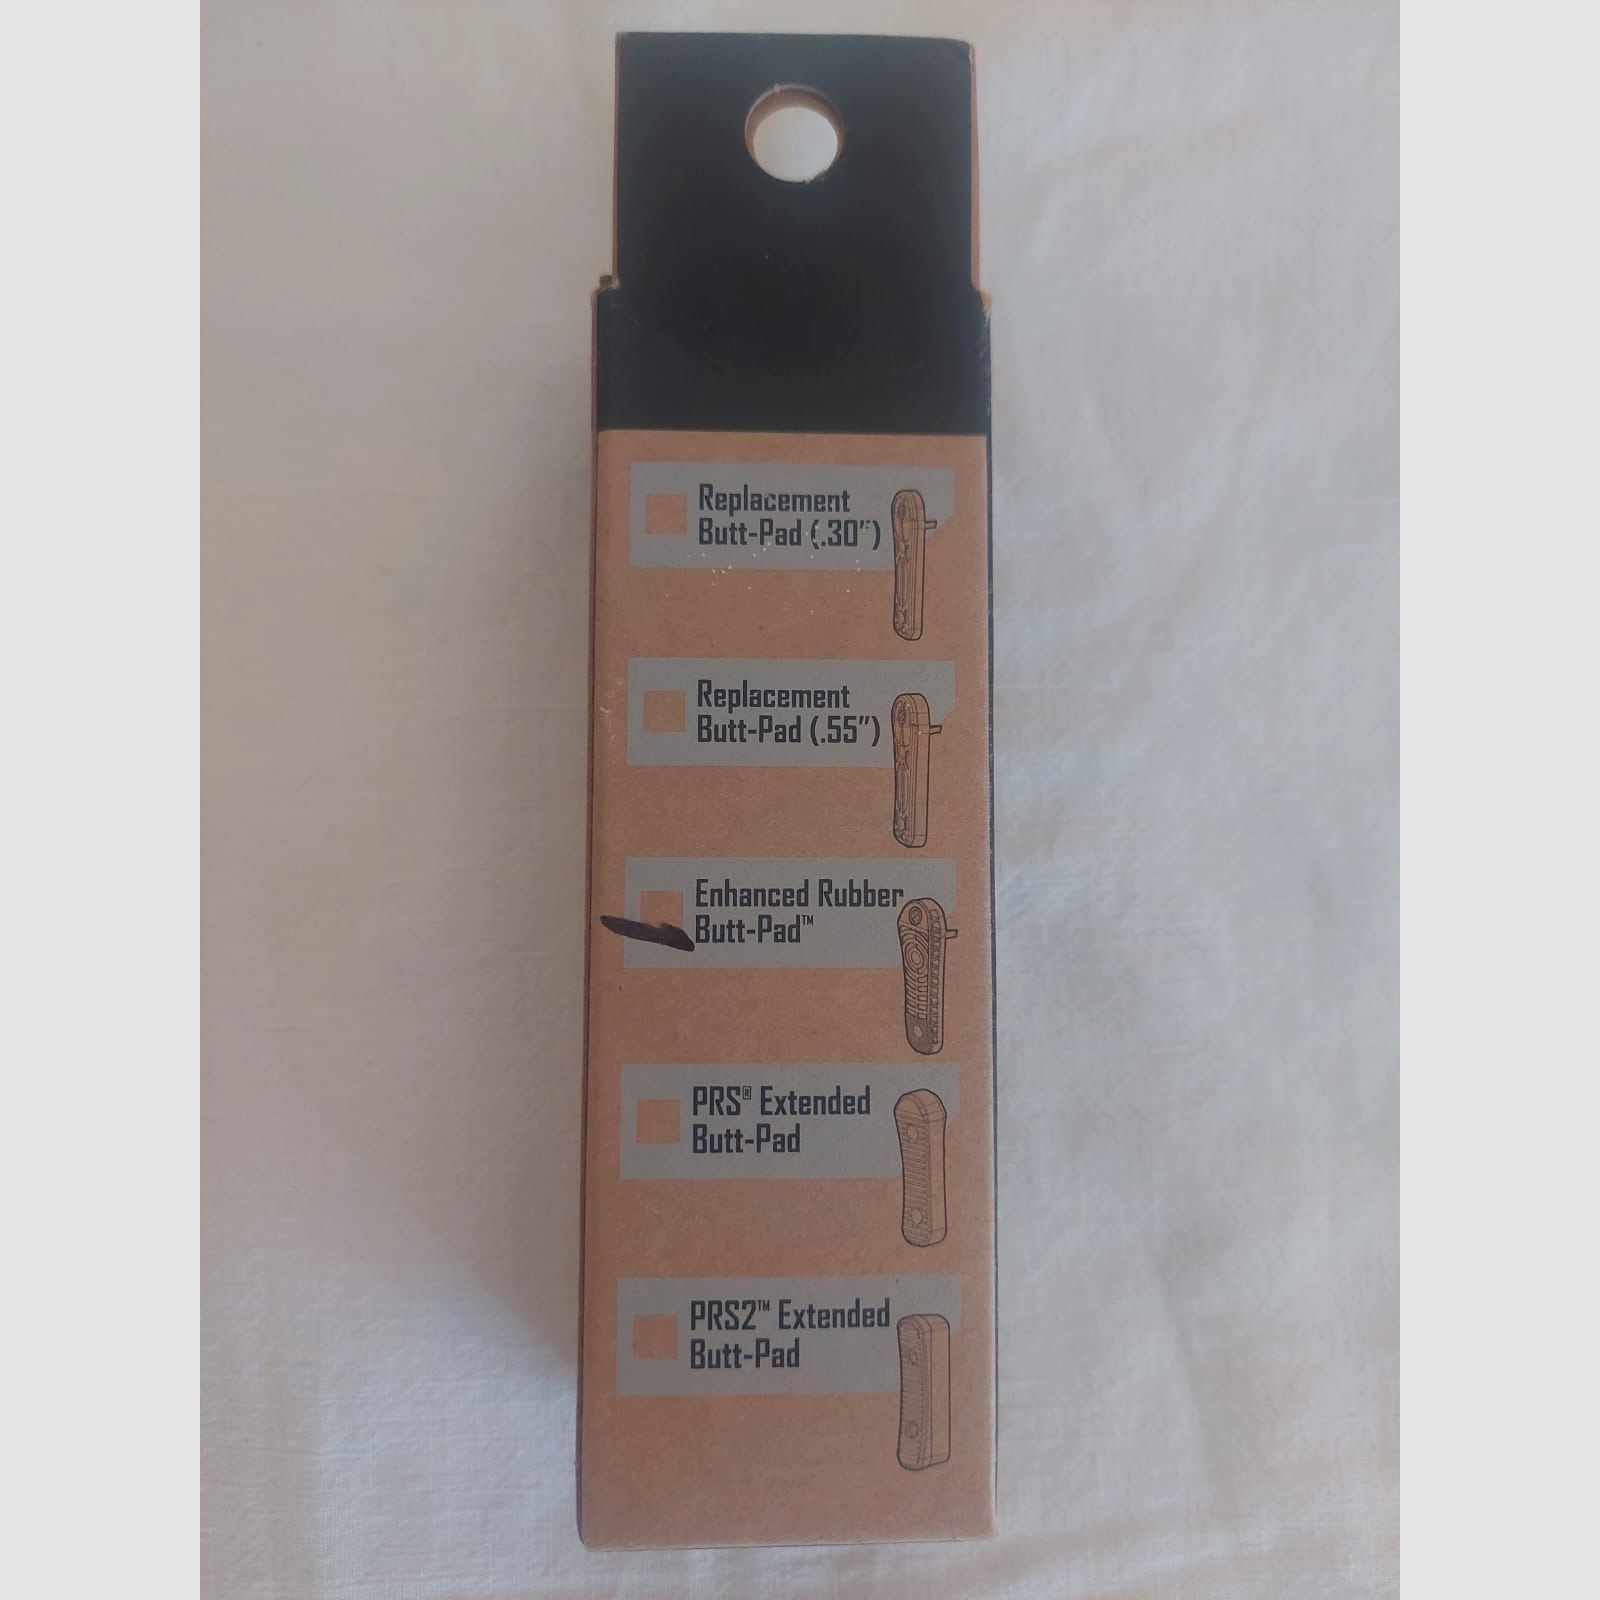 Replacement
Butt-Pad (.30″)
Replacement
Butt-Pad (.55″)
Enhanced Rubber
Butt-Pad™
PRS® Extended
Butt-Pad
PRS2™ Extended
Butt-Pad